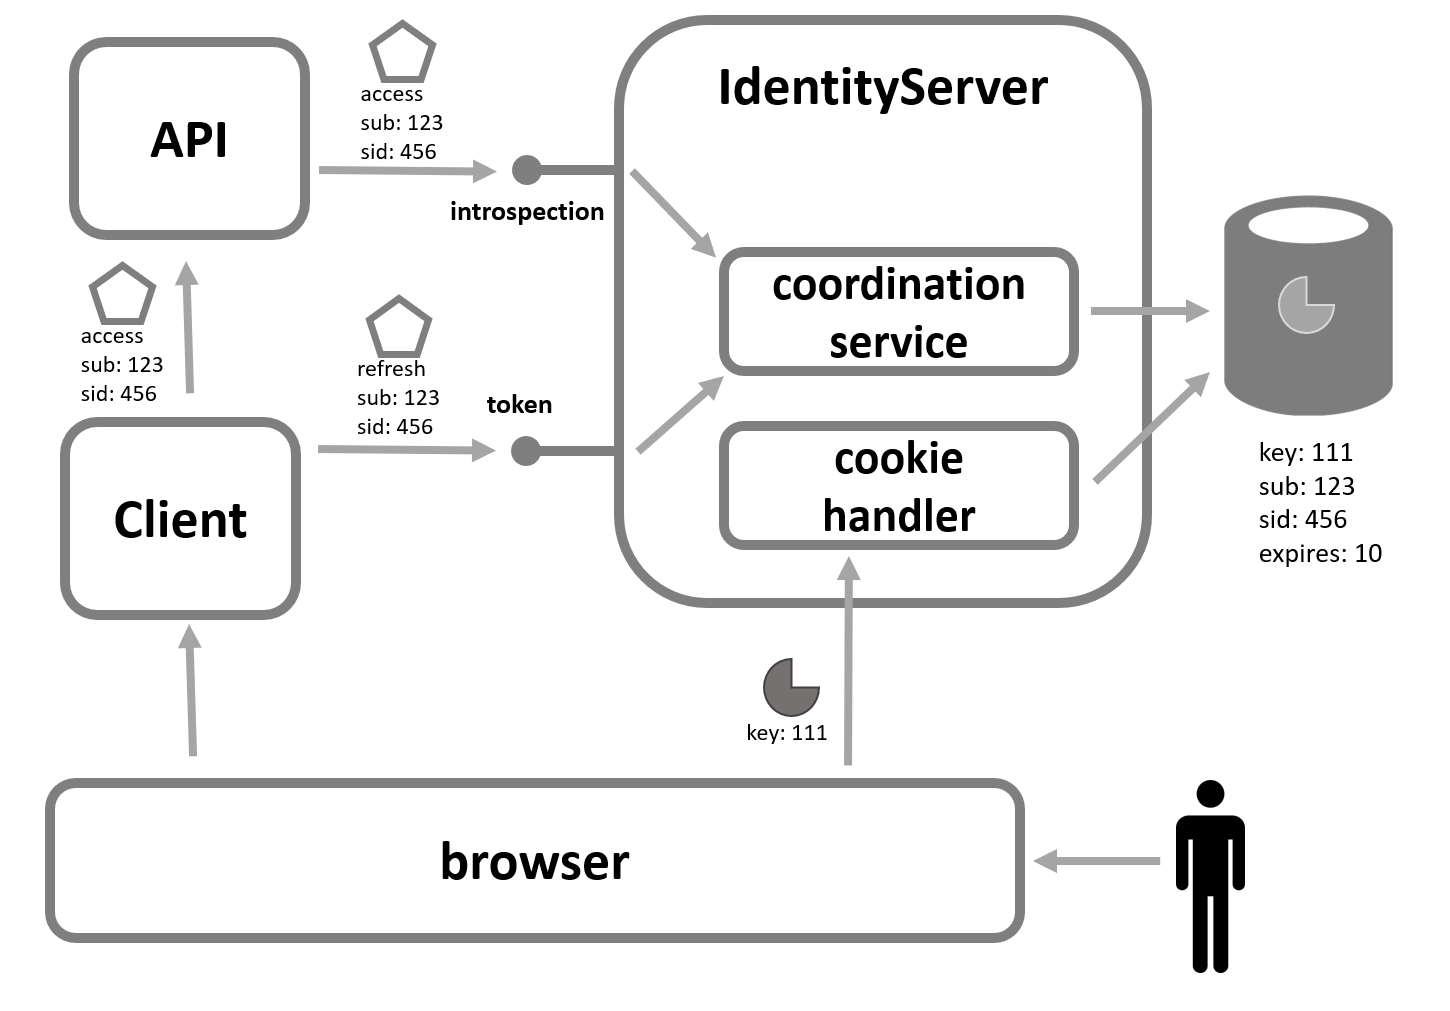 access
sub: 123
sid: 456
API
IdentityServer
introspection
coordination
service
access
sub: 123
sid: 456
refresh
sub: 123
sid: 456
token
cookie
handler
key: 111
sub: 123
sid: 456
expires: 10
Client
key: 111
browser